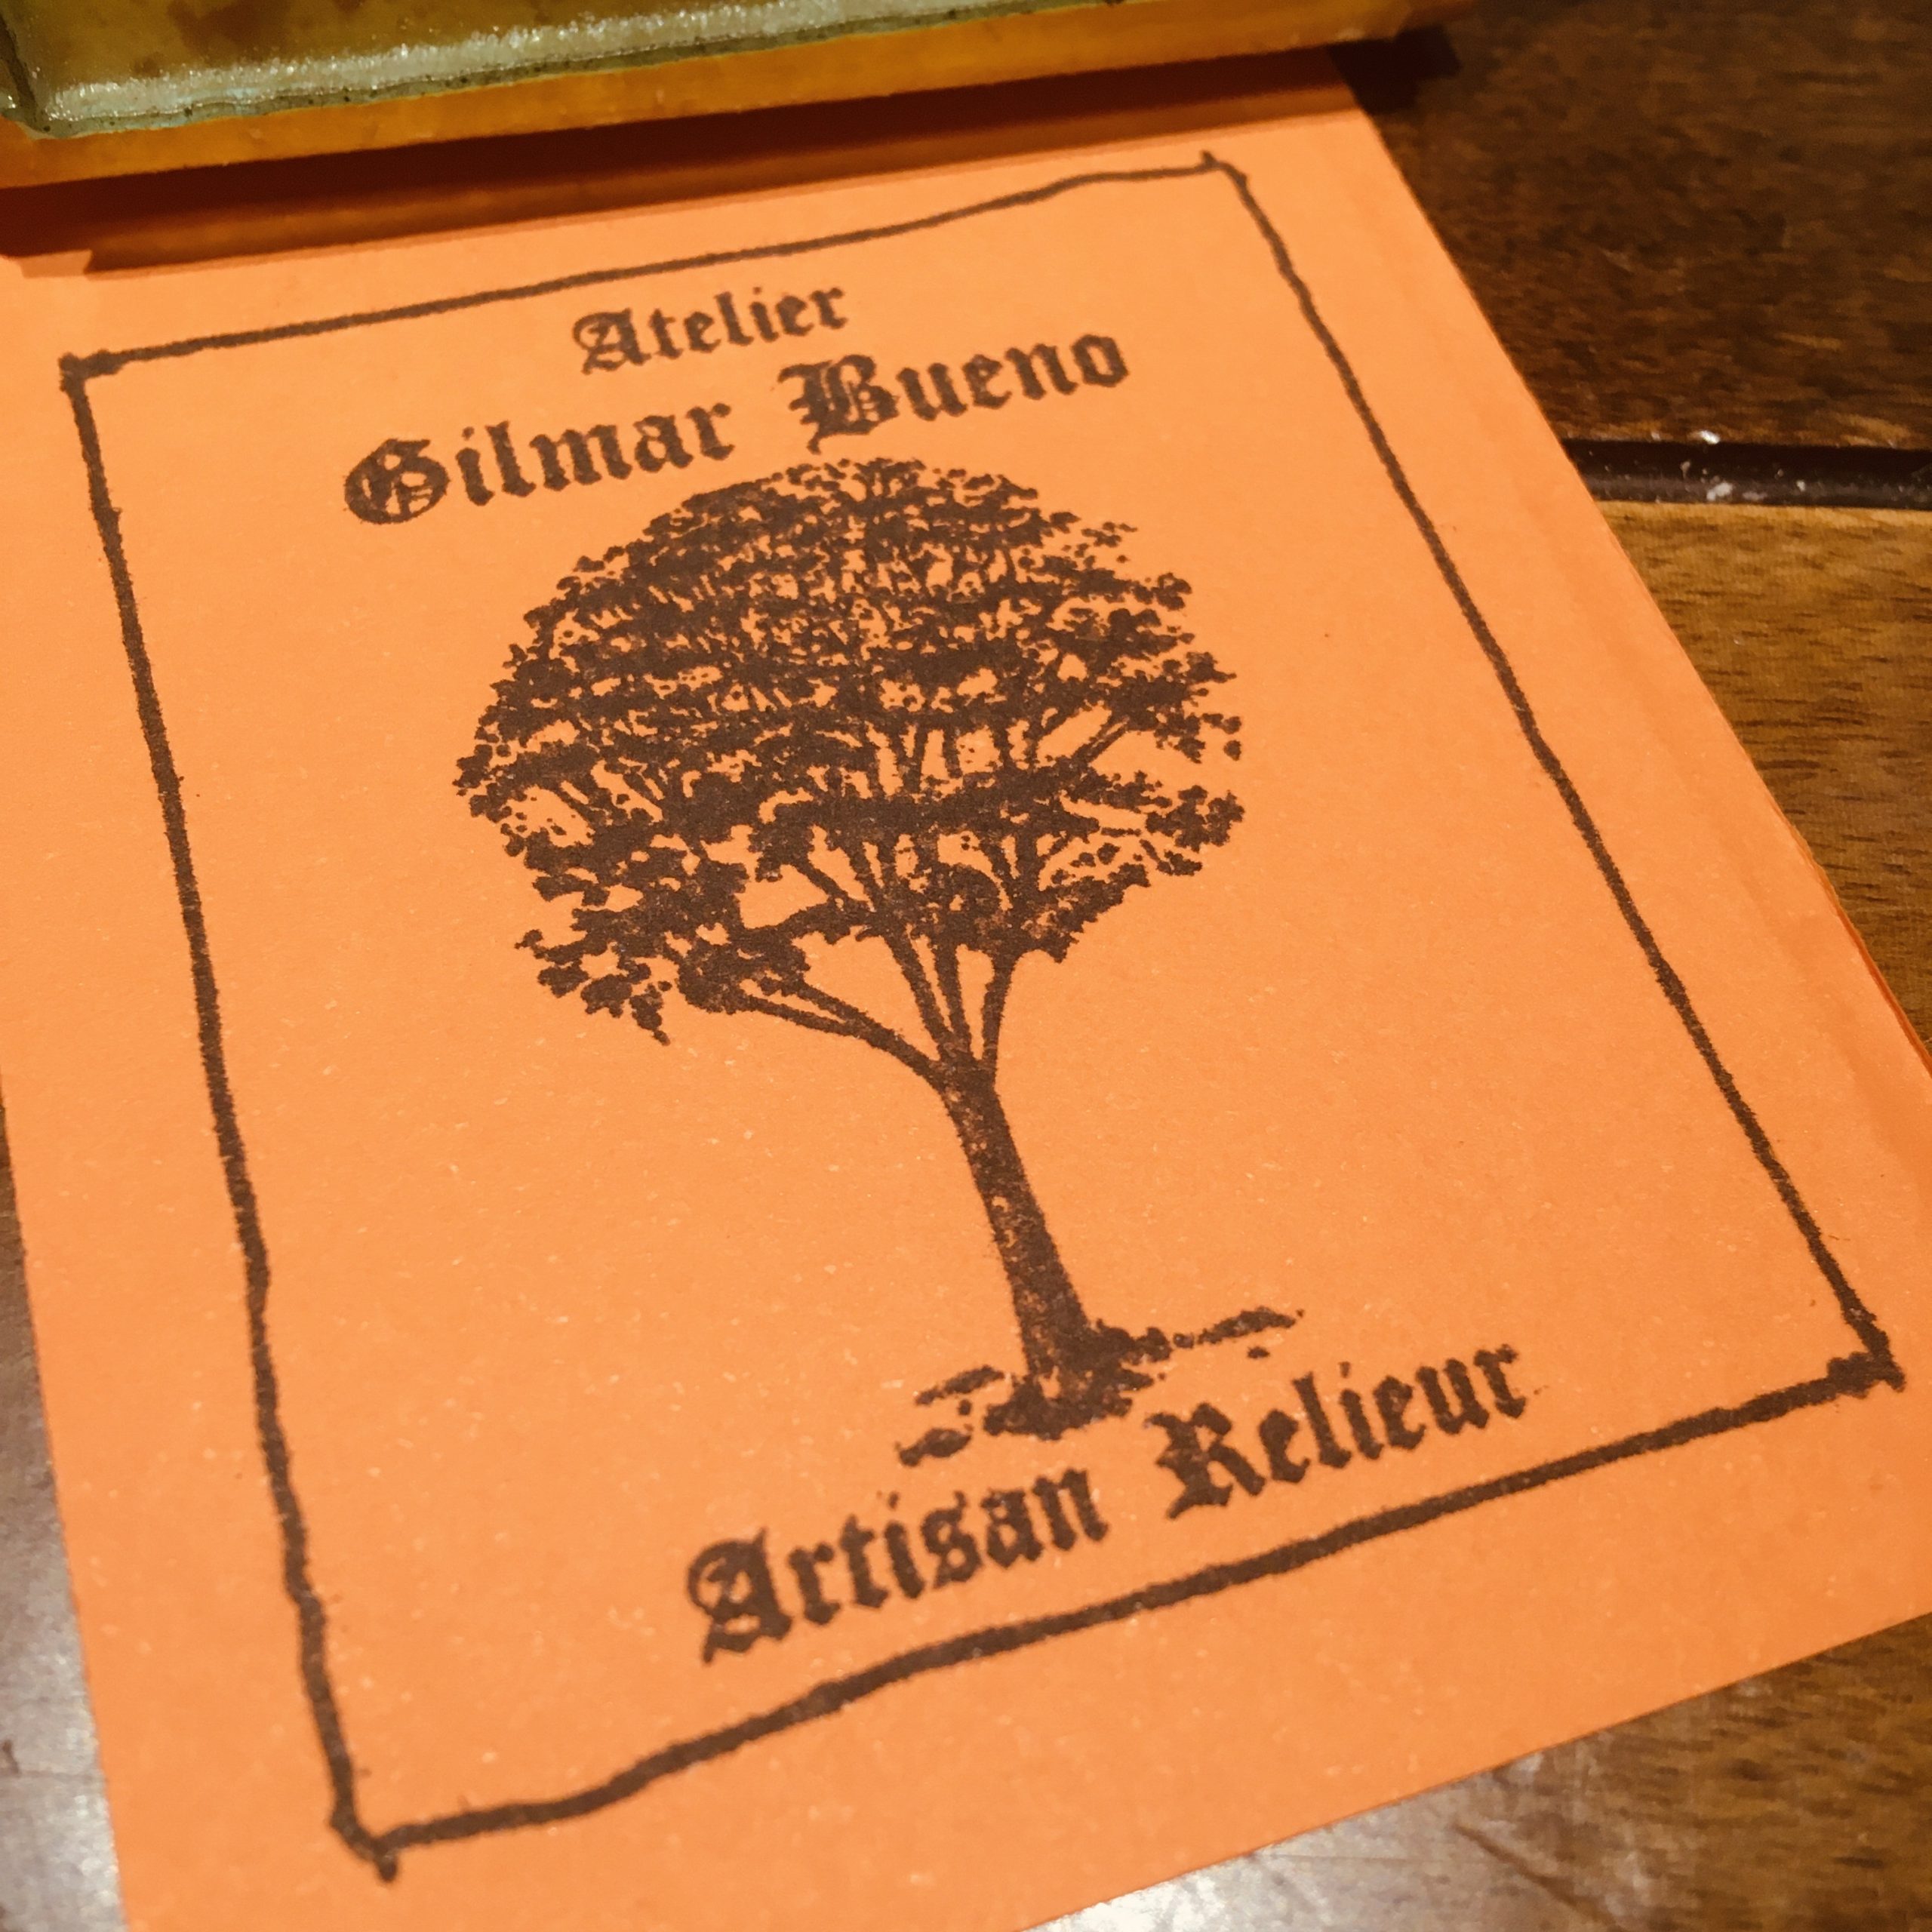 Atelier
Gilmar Bueno
Artisan Relieur